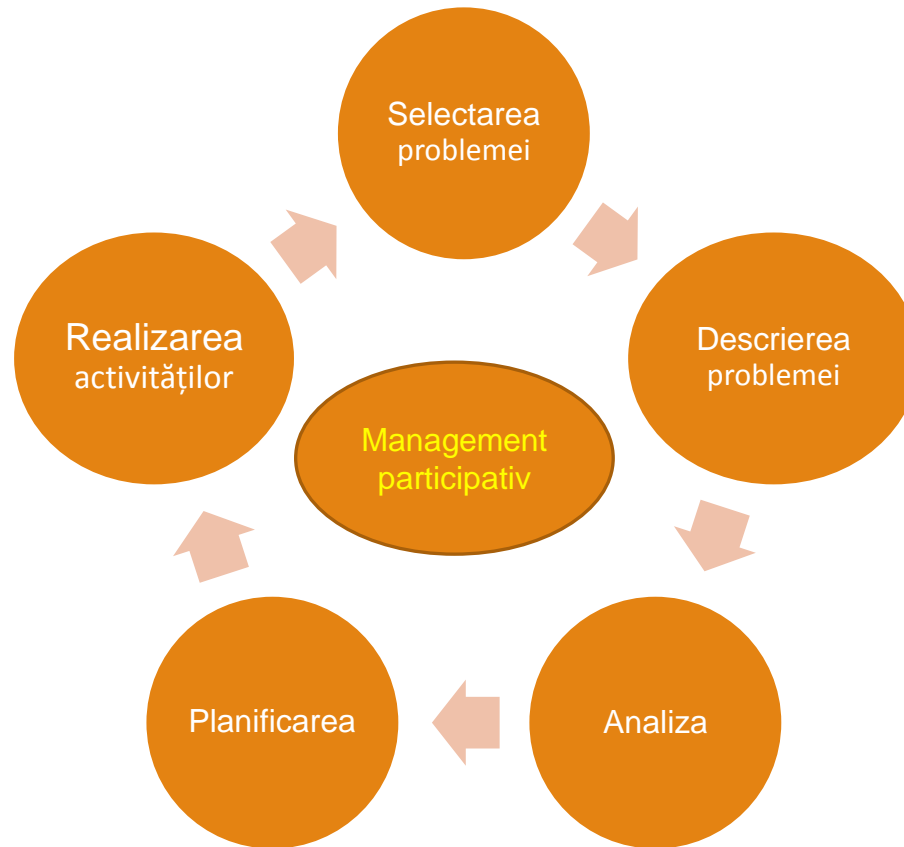 Selectarea
problemei
Descrierea
problemei
Analiza
Planificarea
Realizarea
activităților
Management
participativ